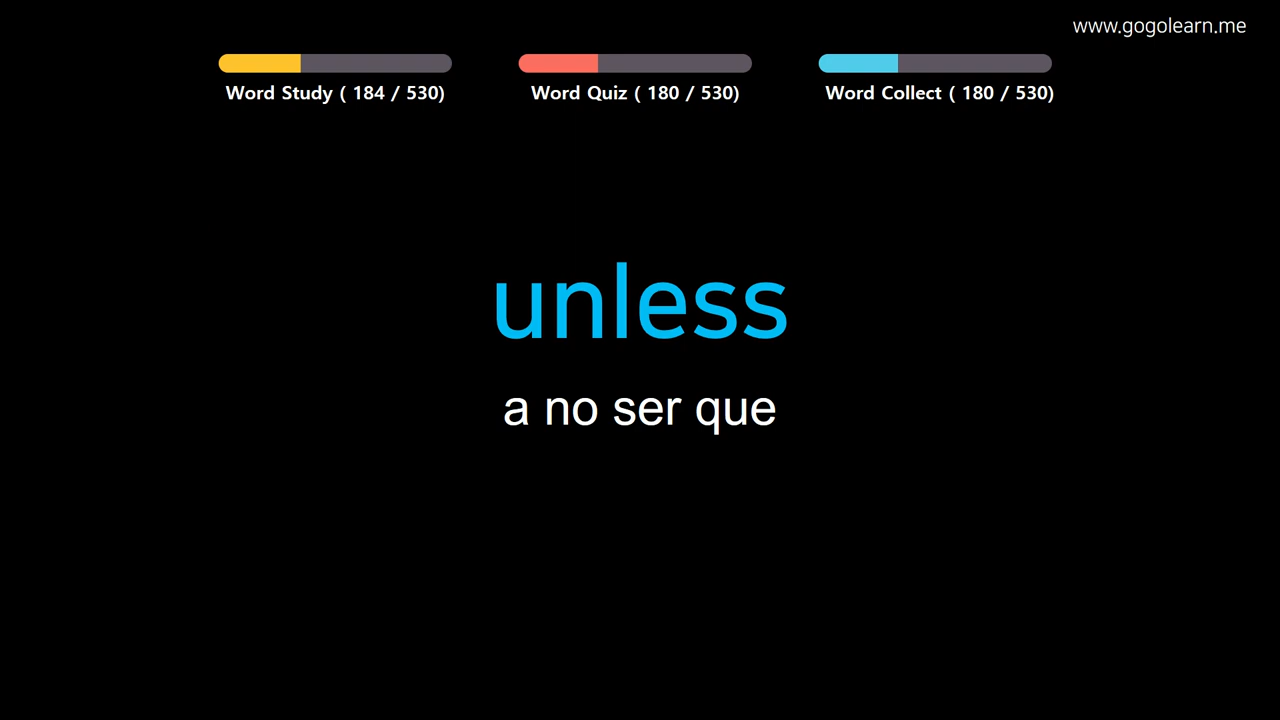 www.gogolearn.me
Word Study ( 184 / 530)
Word Quiz ( 180 / 530)
Word Collect ( 180 / 530)
unless
a no ser que